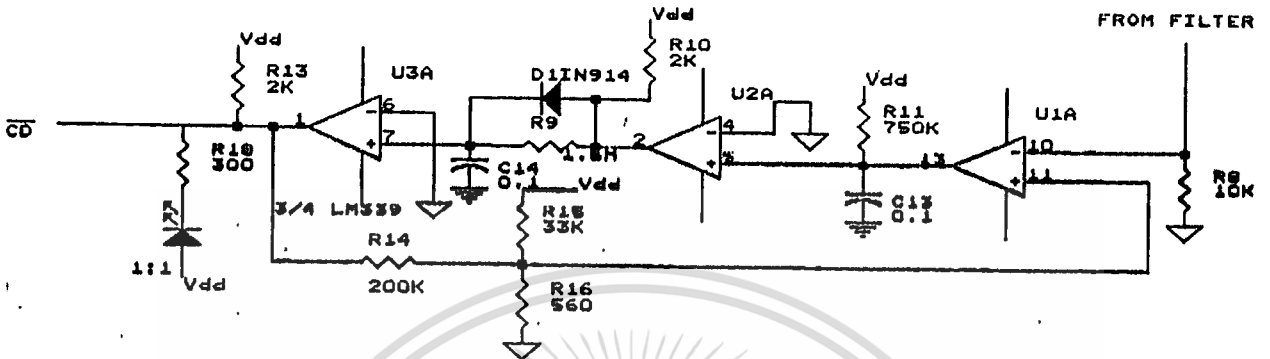 FROM FILTER
Vdd
R13
2K
U3A
6
-
7
+
1
CD
R10
300
1:1
Vdd
3/4 LM339
R14
200K
D1IN914
R9
C14
0.1
Vdd
R10
2K
U2A
4
-
+
2
Vdd
R15
33K
R16
560
Vdd
R11
750K
13
C13
0.1
U1A
10
-
11
+
10K